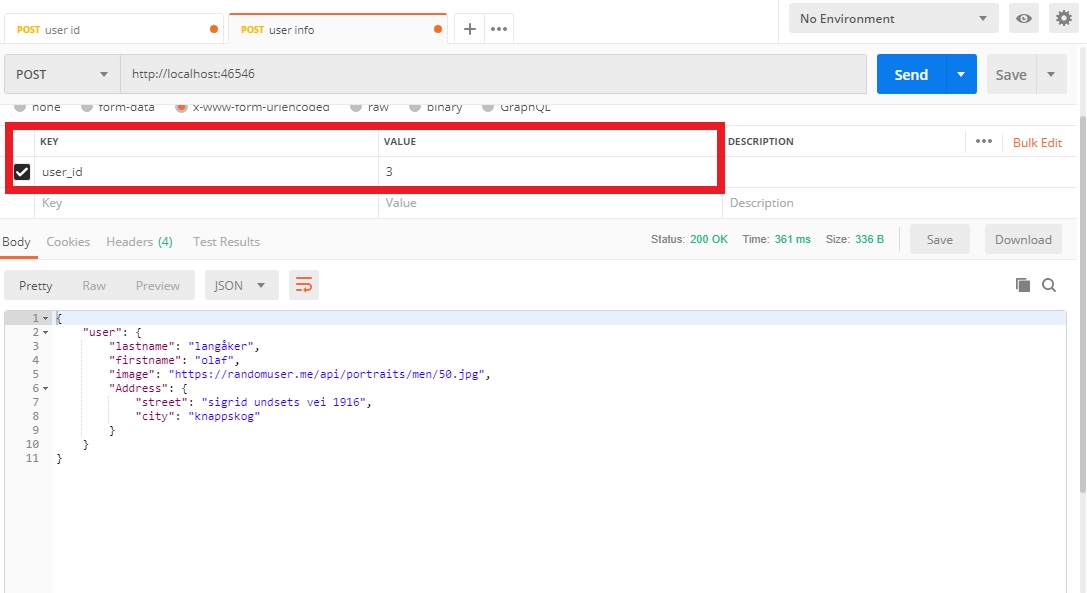 POST user id POST user info No Environment
POST http://localhost:46546 Send Save
none form-data x-www-form-urlencoded raw binary GraphQL
KEY VALUE DESCRIPTION Bulk Edit
user_id 3
Key Value Description
Body Cookies Headers (4) Test Results Status: 200 OK Time: 361 ms Size: 336 B Save Download
Pretty Raw Preview JSON
1 {
2 "user": {
3 "lastname": "langåker",
4 "firstname": "olaf",
5 "image": "https://randomuser.me/api/portraits/men/50.jpg",
6 "Address": {
7 "street": "sigrid undsets vei 1916",
8 "city": "knappskog"
9 }
10 }
11 }